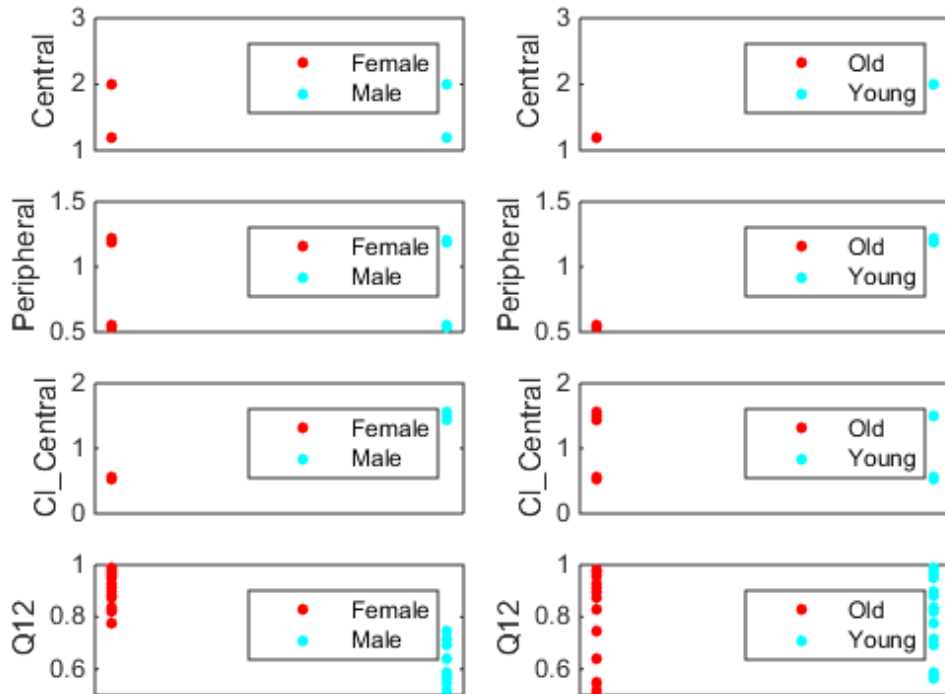 3
2
1
Central
Female
Male
3
2
1
Central
Old
Young
1.5
1
0.5
Peripheral
Female
Male
1.5
1
0.5
Peripheral
Old
Young
2
1
0
Cl_Central
Female
Male
2
1
0
Cl_Central
Old
Young
1
0.8
0.6
Q12
Female
Male
1
0.8
0.6
Q12
Old
Young